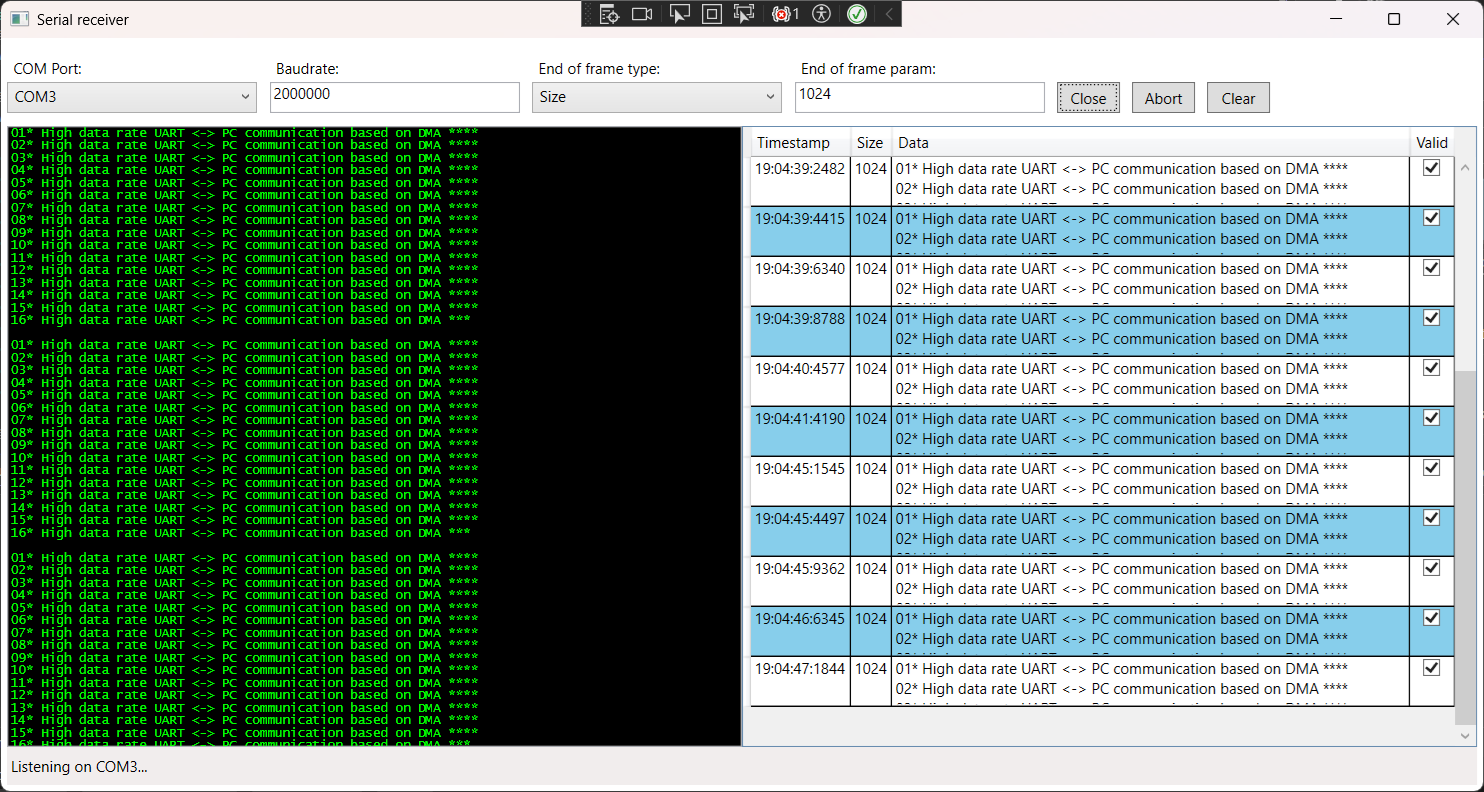 Serial receiver
1
COM Port:
Baudrate:
End of frame type:
End of frame param:
COM3
2000000
Size
1024
Close
Abort
Clear
01* High data rate UART <-> PC communication based on DMA ****
02* High data rate UART <-> PC communication based on DMA ****
03* High data rate UART <-> PC communication based on DMA ****
04* High data rate UART <-> PC communication based on DMA ****
05* High data rate UART <-> PC communication based on DMA ****
06* High data rate UART <-> PC communication based on DMA ****
07* High data rate UART <-> PC communication based on DMA ****
08* High data rate UART <-> PC communication based on DMA ****
09* High data rate UART <-> PC communication based on DMA ****
10* High data rate UART <-> PC communication based on DMA ****
11* High data rate UART <-> PC communication based on DMA ****
12* High data rate UART <-> PC communication based on DMA ****
13* High data rate UART <-> PC communication based on DMA ****
14* High data rate UART <-> PC communication based on DMA ****
15* High data rate UART <-> PC communication based on DMA ****
16* High data rate UART <-> PC communication based on DMA ***
01* High data rate UART <-> PC communication based on DMA ****
02* High data rate UART <-> PC communication based on DMA ****
03* High data rate UART <-> PC communication based on DMA ****
04* High data rate UART <-> PC communication based on DMA ****
05* High data rate UART <-> PC communication based on DMA ****
06* High data rate UART <-> PC communication based on DMA ****
07* High data rate UART <-> PC communication based on DMA ****
08* High data rate UART <-> PC communication based on DMA ****
09* High data rate UART <-> PC communication based on DMA ****
10* High data rate UART <-> PC communication based on DMA ****
11* High data rate UART <-> PC communication based on DMA ****
12* High data rate UART <-> PC communication based on DMA ****
13* High data rate UART <-> PC communication based on DMA ****
14* High data rate UART <-> PC communication based on DMA ****
15* High data rate UART <-> PC communication based on DMA ****
16* High data rate UART <-> PC communication based on DMA ***
01* High data rate UART <-> PC communication based on DMA ****
02* High data rate UART <-> PC communication based on DMA ****
03* High data rate UART <-> PC communication based on DMA ****
04* High data rate UART <-> PC communication based on DMA ****
05* High data rate UART <-> PC communication based on DMA ****
06* High data rate UART <-> PC communication based on DMA ****
07* High data rate UART <-> PC communication based on DMA ****
08* High data rate UART <-> PC communication based on DMA ****
09* High data rate UART <-> PC communication based on DMA ****
10* High data rate UART <-> PC communication based on DMA ****
11* High data rate UART <-> PC communication based on DMA ****
12* High data rate UART <-> PC communication based on DMA ****
13* High data rate UART <-> PC communication based on DMA ****
14* High data rate UART <-> PC communication based on DMA ****
15* High data rate UART <-> PC communication based on DMA ****
16* High data rate UART <-> PC communication based on DMA ***
Timestamp Size Data Valid
19:04:39:2482 1024 01* High data rate UART <-> PC communication based on DMA ****
02* High data rate UART <-> PC communication based on DMA ****
19:04:39:4415 1024 01* High data rate UART <-> PC communication based on DMA ****
02* High data rate UART <-> PC communication based on DMA ****
19:04:39:6340 1024 01* High data rate UART <-> PC communication based on DMA ****
02* High data rate UART <-> PC communication based on DMA ****
19:04:39:8788 1024 01* High data rate UART <-> PC communication based on DMA ****
02* High data rate UART <-> PC communication based on DMA ****
19:04:40:4577 1024 01* High data rate UART <-> PC communication based on DMA ****
02* High data rate UART <-> PC communication based on DMA ****
19:04:41:4190 1024 01* High data rate UART <-> PC communication based on DMA ****
02* High data rate UART <-> PC communication based on DMA ****
19:04:45:1545 1024 01* High data rate UART <-> PC communication based on DMA ****
02* High data rate UART <-> PC communication based on DMA ****
19:04:45:4497 1024 01* High data rate UART <-> PC communication based on DMA ****
02* High data rate UART <-> PC communication based on DMA ****
19:04:45:9362 1024 01* High data rate UART <-> PC communication based on DMA ****
02* High data rate UART <-> PC communication based on DMA ****
19:04:46:6345 1024 01* High data rate UART <-> PC communication based on DMA ****
02* High data rate UART <-> PC communication based on DMA ****
19:04:47:1844 1024 01* High data rate UART <-> PC communication based on DMA ****
02* High data rate UART <-> PC communication based on DMA ****
Listening on COM3...